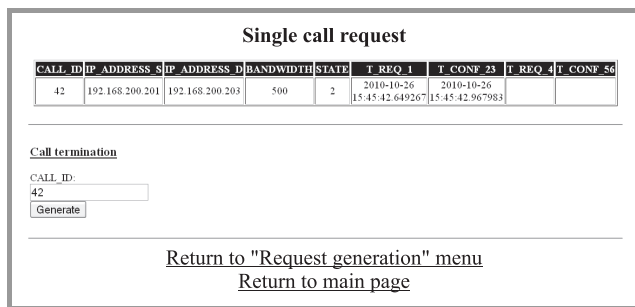 Single call request
CALL_ID IP_ADDRESS_S IP_ADDRESS_D BANDWIDTH STATE T_REQ_1 T_CONF_23 T_REQ_4 T_CONF_56
42 192.168.200.201 192.168.200.203 500 2 2010-10-26 15:45:42.649267 2010-10-26 15:45:42.967983
Call termination
CALL_ID:
42
Generate
Return to "Request generation" menu
Return to main page